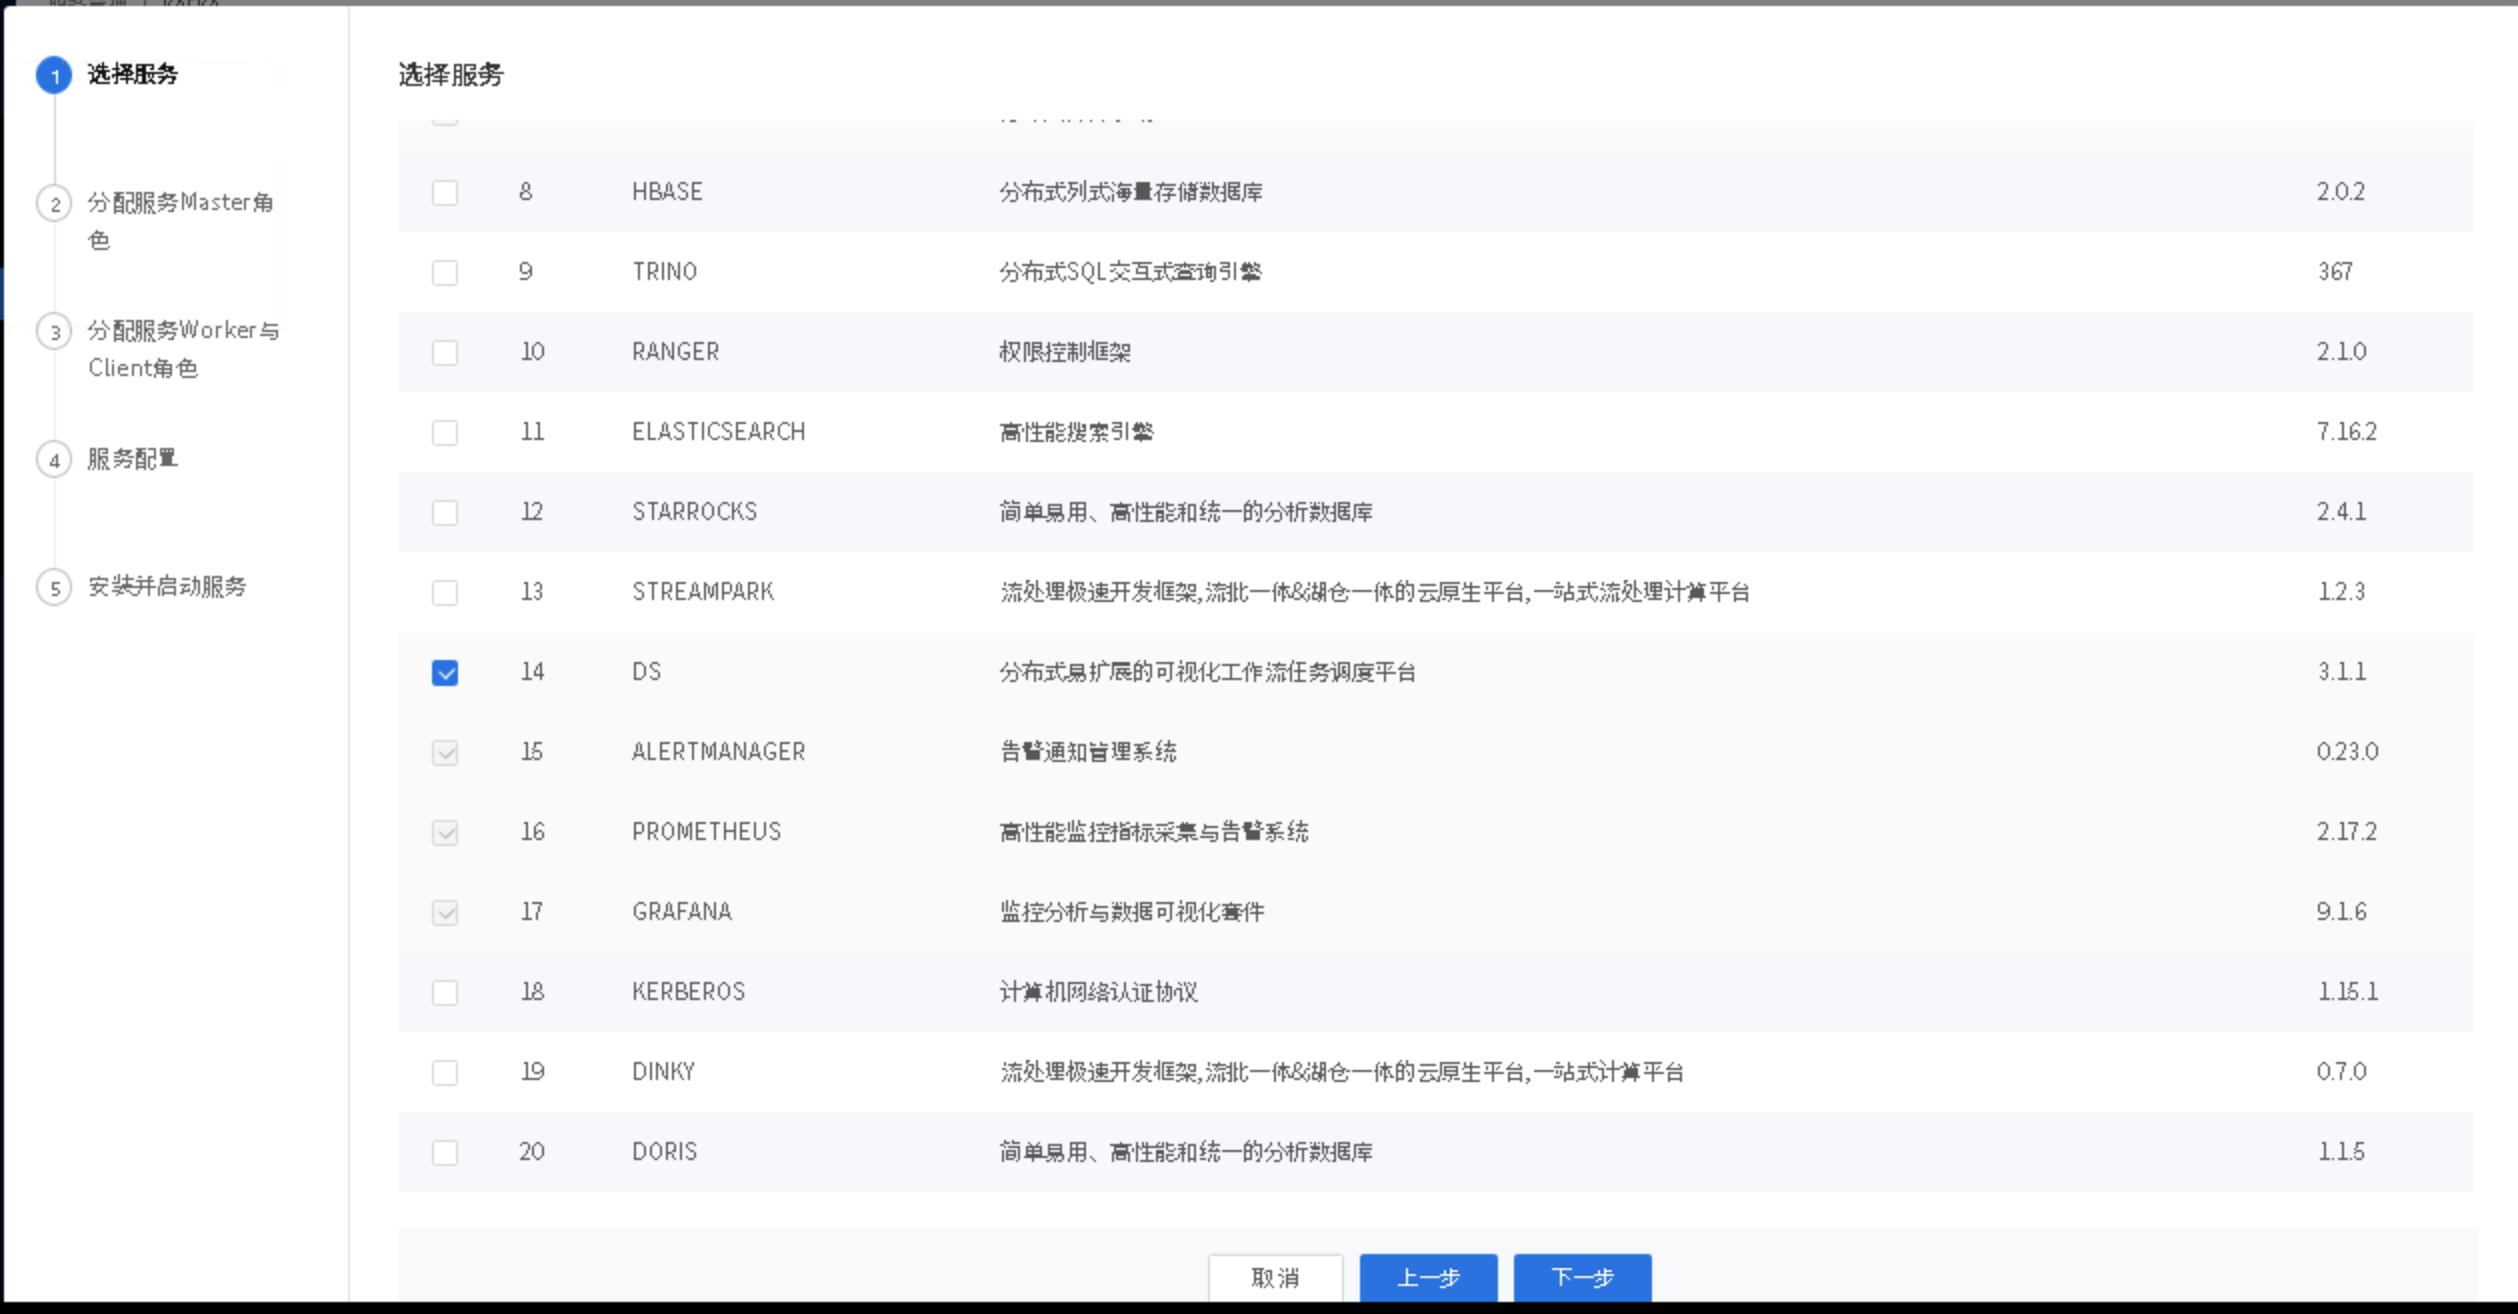 1 选择服务
2 分配服务Master角
色
3 分配服务Worker与
Client角色
4 服务配置
5 安装并启动服务
选择服务
8 HBASE 分布式列式海量存储数据库 2.0.2
9 TRINO 分布式SQL交互式查询引擎 367
10 RANGER 权限控制框架 2.1.0
11 ELASTICSEARCH 高性能搜索引擎 7.16.2
12 STARROCKS 简单易用、高性能和统一的分析数据库 2.4.1
13 STREAMPARK 流处理极速开发框架,流批一体&湖仓一体的云原生平台,一站式流处理计算平台 1.2.3
14 DS 分布式易扩展的可视化工作流任务调度平台 3.1.1
15 ALERTMANAGER 告警通知管理系统 0.23.0
16 PROMETHEUS 高性能监控指标采集与告警系统 2.17.2
17 GRAFANA 监控分析与数据可视化套件 9.1.6
18 KERBEROS 计算机网络认证协议 1.15.1
19 DINKY 流处理极速开发框架,流批一体&湖仓一体的云原生平台,一站式计算平台 0.7.0
20 DORIS 简单易用、高性能和统一的分析数据库 1.1.5
取消 上一步 下一步